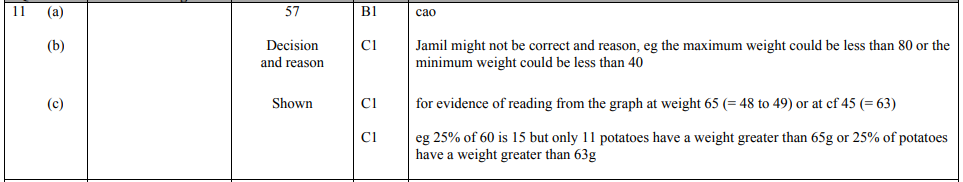 11 (a) 57 B1 cao
(b) Decision C1 Jamil might not be correct and reason, eg the maximum weight could be less than 80 or the
and reason minimum weight could be less than 40
(c) Shown C1 for evidence of reading from the graph at weight 65 (= 48 to 49) or at cf 45 (= 63)
C1 eg 25% of 60 is 15 but only 11 potatoes have a weight greater than 65g or 25% of potatoes
have a weight greater than 63g